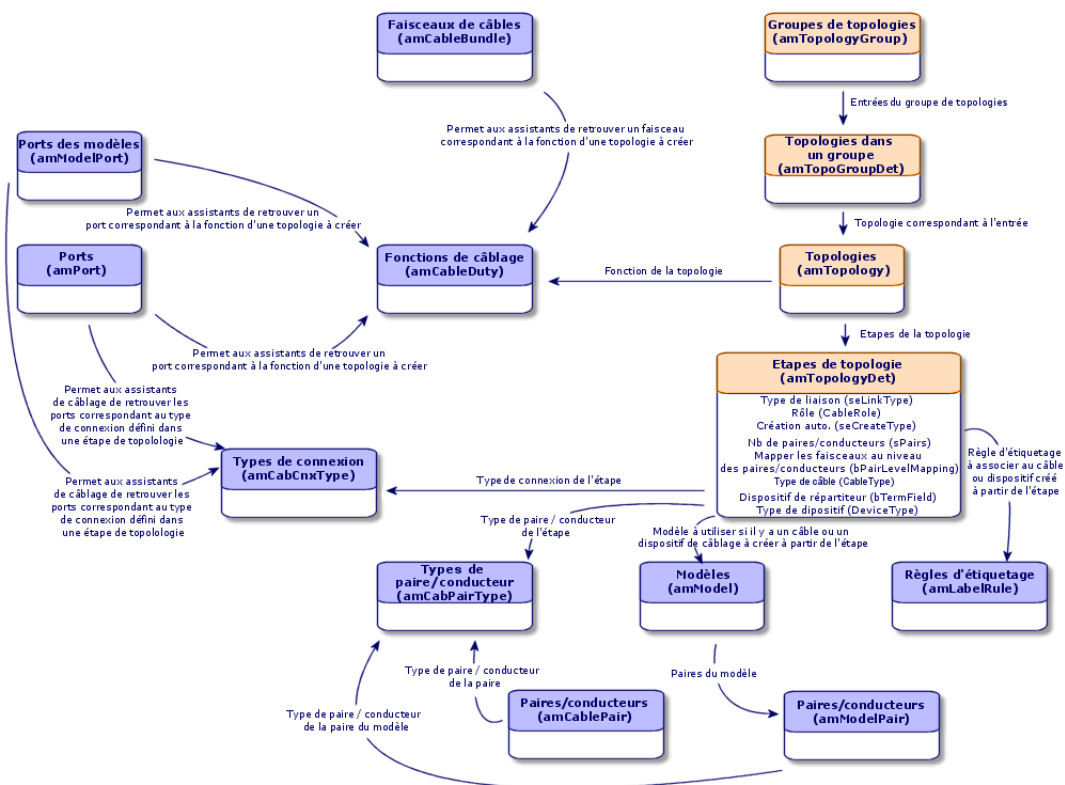 Faisceaux de câbles
(amCableBundle)
Groupes de topologies
(amTopologyGroup)
Entrées du groupe de topologies
Permet aux assistants de retrouver un faisceau
correspondant à la fonction d'une topologie à créer
Ports des modèles
(amModelPort)
Topologies dans
un groupe
(amTopoGroupDet)
Permet aux assistants de retrouver un
port correspondant à la fonction d'une topologie à créer
Topologie correspondant à l'entrée
Ports
(amPort)
Fonctions de câblage
(amCableDuty)
Fonction de la topologie
Topologies
(amTopology)
Etapes de la topologie
Permet aux assistants de retrouver un
port correspondant à la fonction d'une topologie à créer
Etapes de topologie
(amTopologyDet)
Type de liaison (seLinkType)
Rôle (CableRole)
Création auto. (seCreateType)
Nb de paires/conducteurs (sPairs)
Mapper les faisceaux au niveau
des paires/conducteurs (bPairLevelMapping)
Type de câble (CableType)
Dispositif de répartiteur (bTermField)
Type de dipositif (DeviceType)
Permet aux assistants
de câblage de retrouver les
ports correspondant au type
de connexion défini dans
une étape de topolologie
Règle d'étiquetage
à associer au câble
ou dispositif créé
à partir de l'étape
Types de connexion
(amCabCnxType)
Type de connexion de l'étape
Permet aux assistants
de câblage de retrouver les
ports correspondant au type
de connexion défini dans
une étape de topolologie
Type de paire / conducteur
de l'étape
Modèle à utiliser si il y a un câble ou un
dispositif de câblage à créer à partir de l'étape
Types de
paire/conducteur
(amCabPairType)
Modèles
(amModel)
Règles d'étiquetage
(amLabelRule)
Type de paire / conducteur
de la paire
Paires du modèle
Type de paire / conducteur
de la paire du modèle
Paires/conducteurs
(amCablePair)
Paires/conducteurs
(amModelPair)